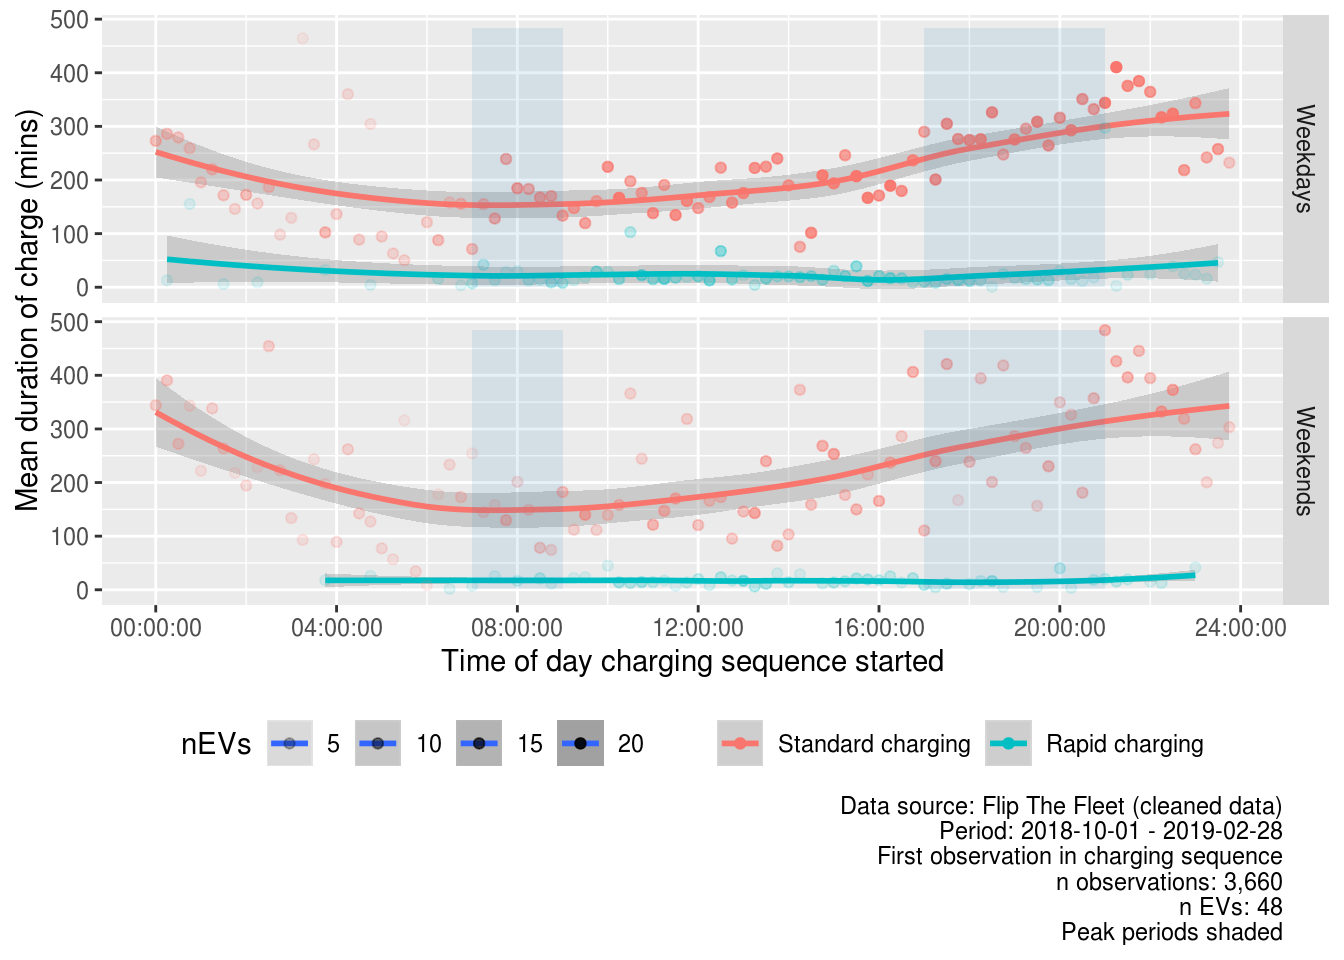 Mean duration of charge (mins)
500
400
300
200
100
0
Weekdays
500
400
300
200
100
0
Weekends
00:00:00 04:00:00 08:00:00 12:00:00 16:00:00 20:00:00 24:00:00
Time of day charging sequence started
nEVs 5 10 15 20 Standard charging Rapid charging
Data source: Flip The Fleet (cleaned data)
Period: 2018-10-01 - 2019-02-28
First observation in charging sequence
n observations: 3,660
n EVs: 48
Peak periods shaded